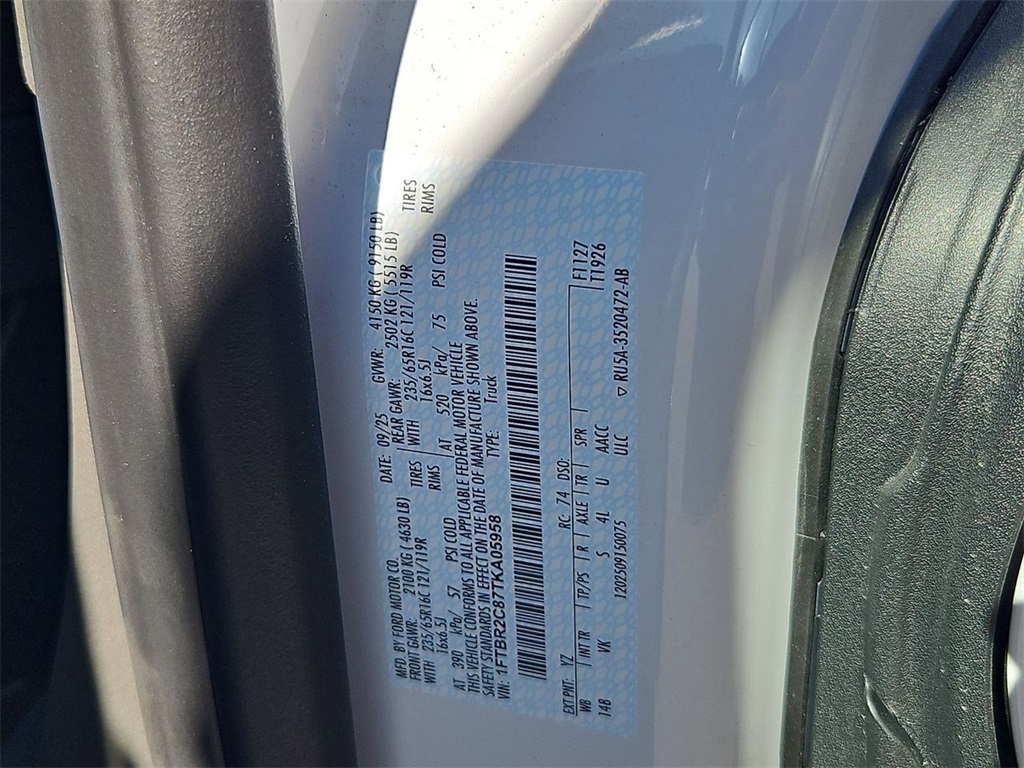 MFD. BY FORD MOTOR CO. DATE: 09/25 GVWR: 4150 KG ( 9150 LB)
FRONT GAWR: 2100 KG ( 4630 LB) REAR GAWR: 2502 KG ( 5515 LB)
WITH 235/65R16C 121/119R TIRES WITH 235/65R16C 121/119R TIRES
16x6.5J RIMS 16x6.5J RIMS
AT 390 kPa/ 57 PSI COLD AT 520 kPa/ 75 PSI COLD
THIS VEHICLE CONFORMS TO ALL APPLICABLE FEDERAL MOTOR VEHICLE
SAFETY STANDARDS IN EFFECT ON THE DATE OF MANUFACTURE SHOWN ABOVE.
VIN: 1FTBR2C87TKA05958 TYPE: Truck
EXT PNT: YZ RC: 74 DSO: F1127
WB INTR TP/PS R AXLE TR SPR T1926
148 VK S 4L U AACC
1202509150075 ULC ▽ RU5A-3520472-AB